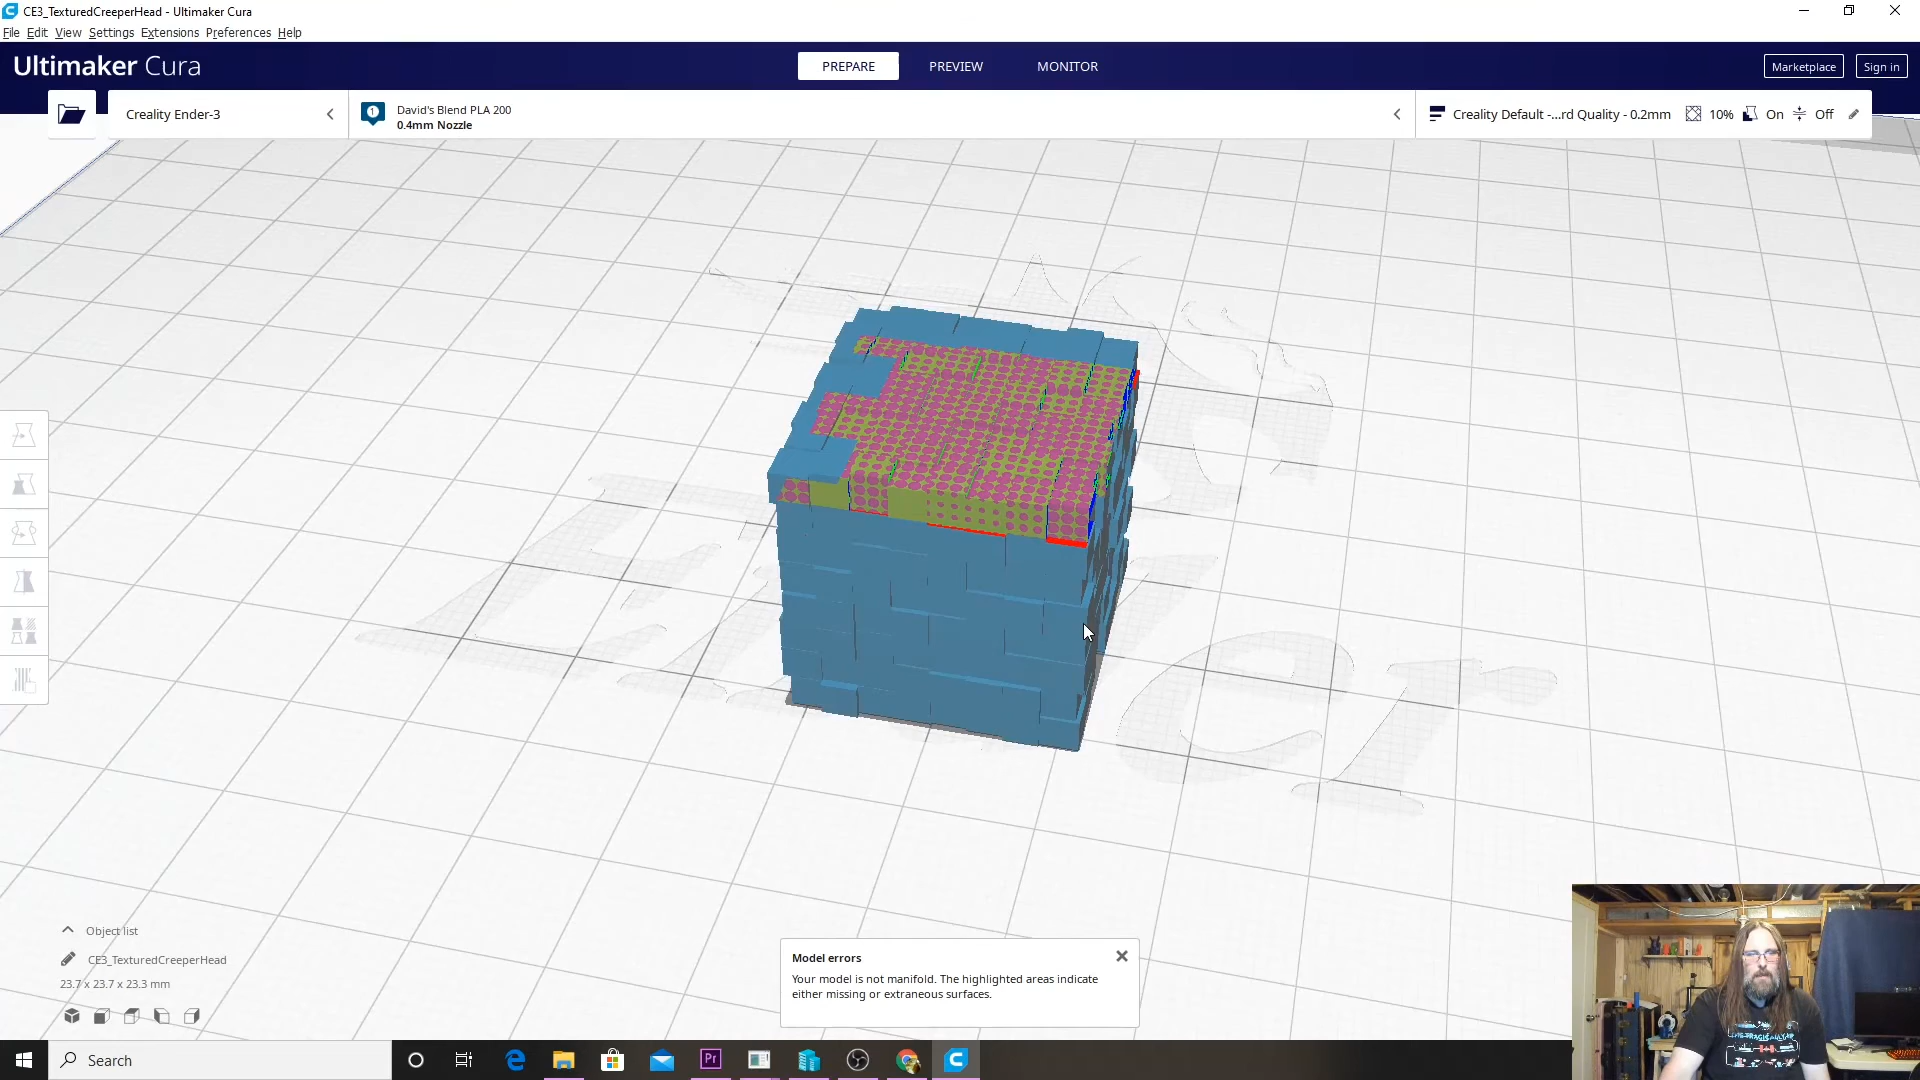 CE3_TexturedCreeperHead - Ultimaker Cura
File Edit View Settings Extensions Preferences Help
Ultimaker Cura
PREPARE
PREVIEW
MONITOR
Marketplace
Sign in
Creality Ender-3
1
David's Blend PLA 200
0.4mm Nozzle
Creality Default -...rd Quality - 0.2mm
10%
On
Off
Ender
Object list
CE3_TexturedCreeperHead
23.7 x 23.7 x 23.3 mm
Model errors
Your model is not manifold. The highlighted areas indicate
either missing or extraneous surfaces.
Search
Pr